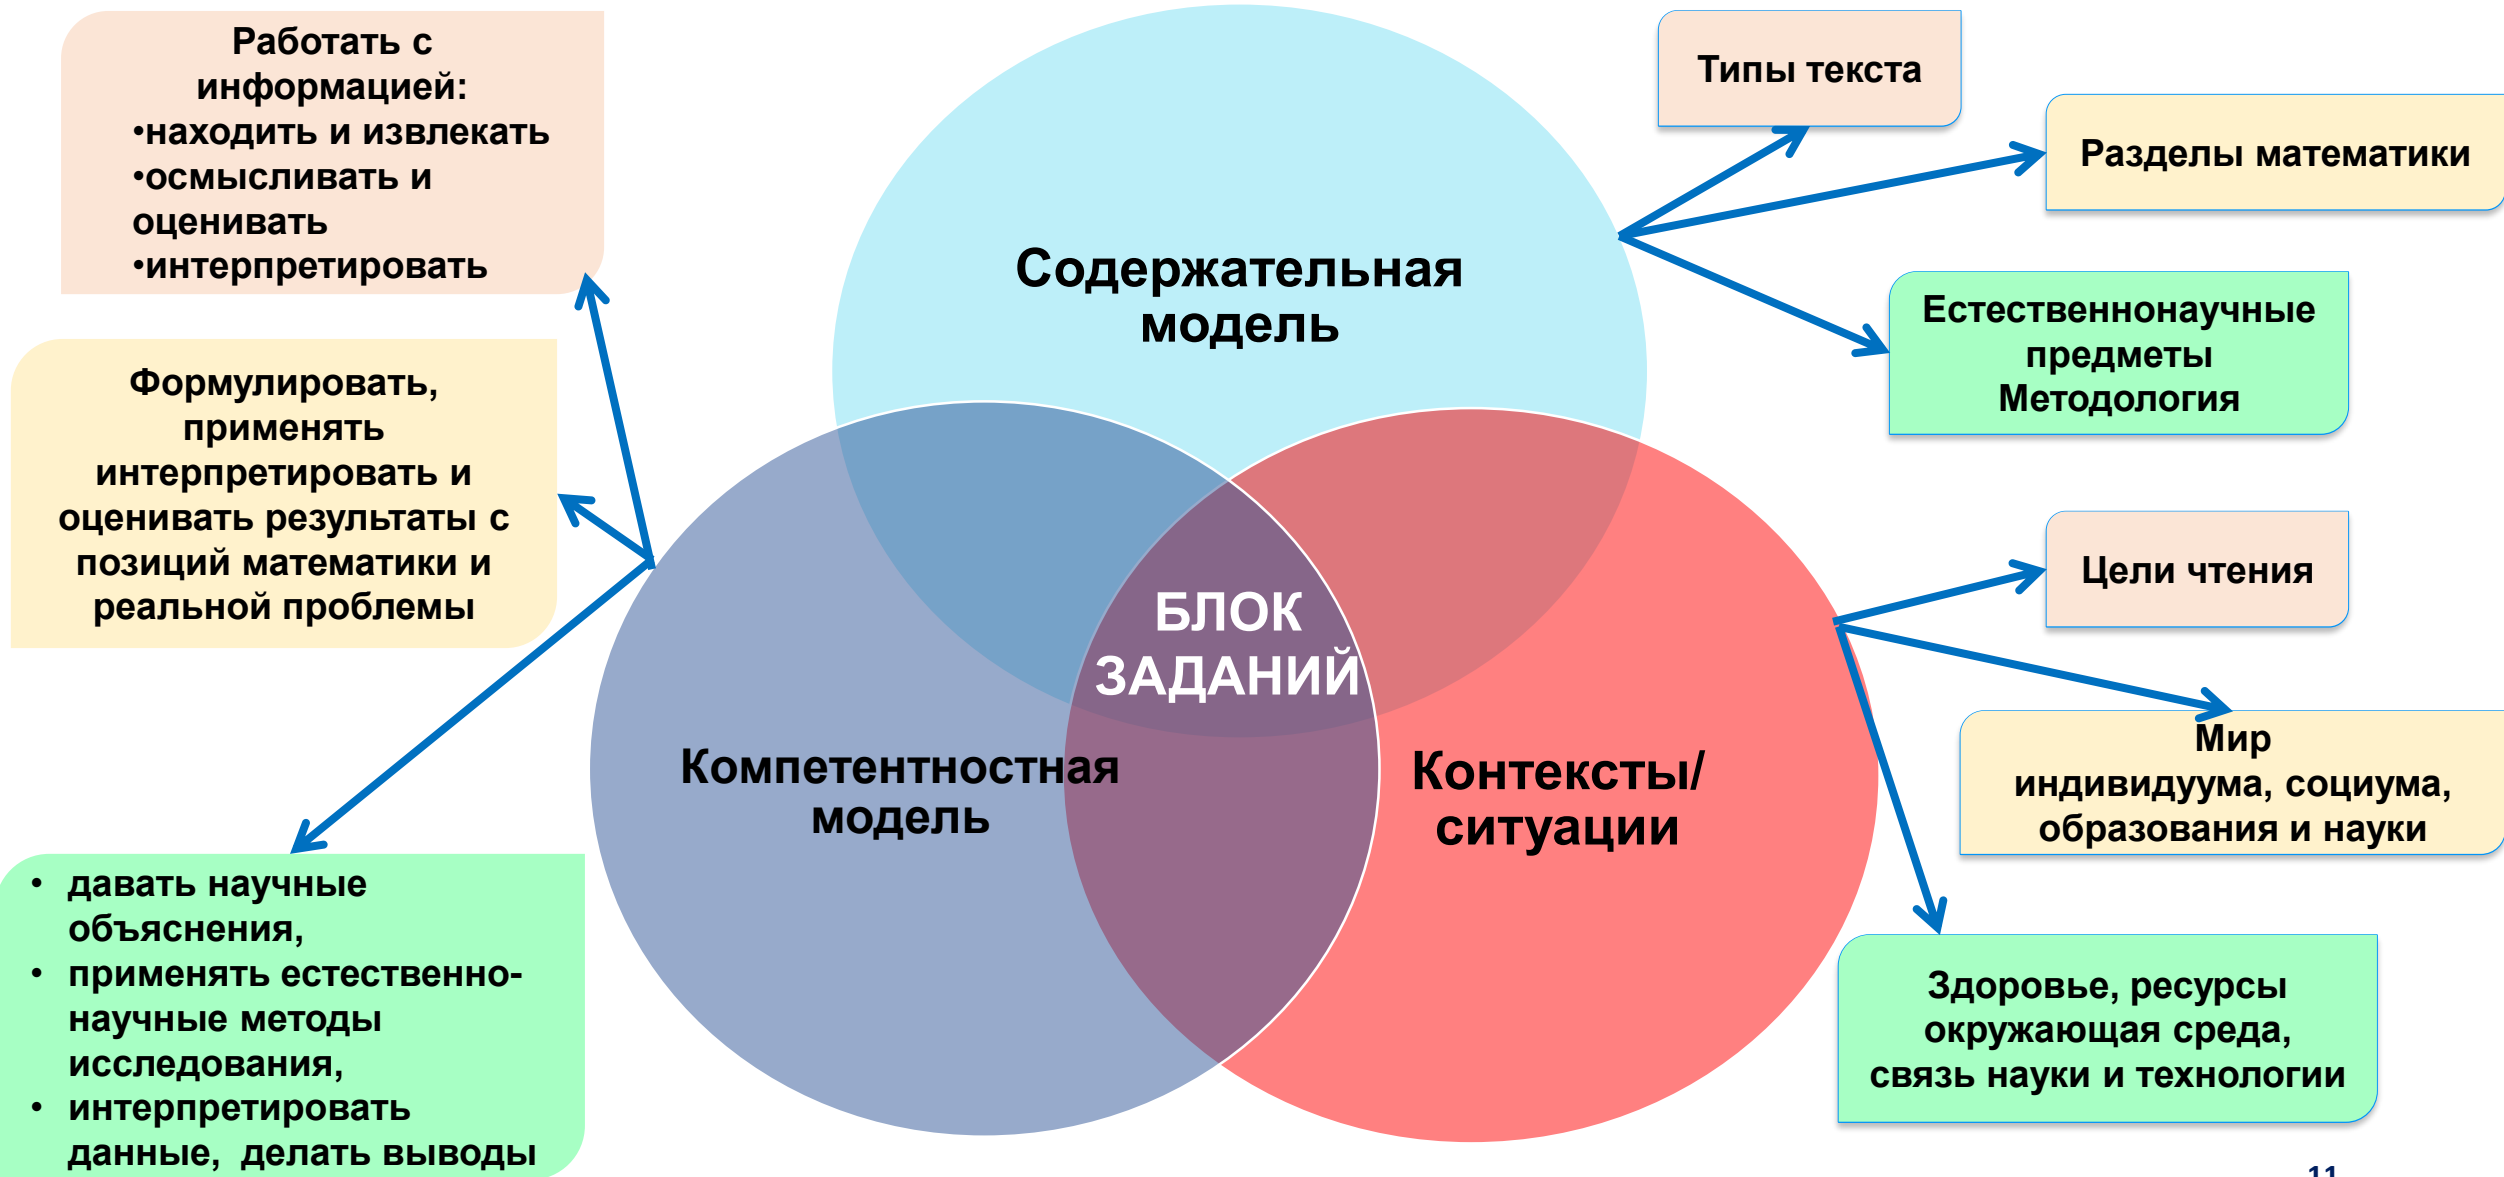 Работать с
информацией:
•находить и извлекать
•осмысливать и
оценивать
•интерпретировать
Формулировать,
применять
интерпретировать и
оценивать результаты с
позиций математики и
реальной проблемы
• давать научные
объяснения,
• применять естественно-
научные методы
исследования,
• интерпретировать
данные, делать выводы
Содержательная
модель
БЛОК
ЗАДАНИЙ
Компетентностная
модель
Контексты/
ситуации
Типы текста
Разделы математики
Естественнонаучные
предметы
Методология
Цели чтения
Мир
индивидуума, социума,
образования и науки
Здоровье, ресурсы
окружающая среда,
связь науки и технологии
11